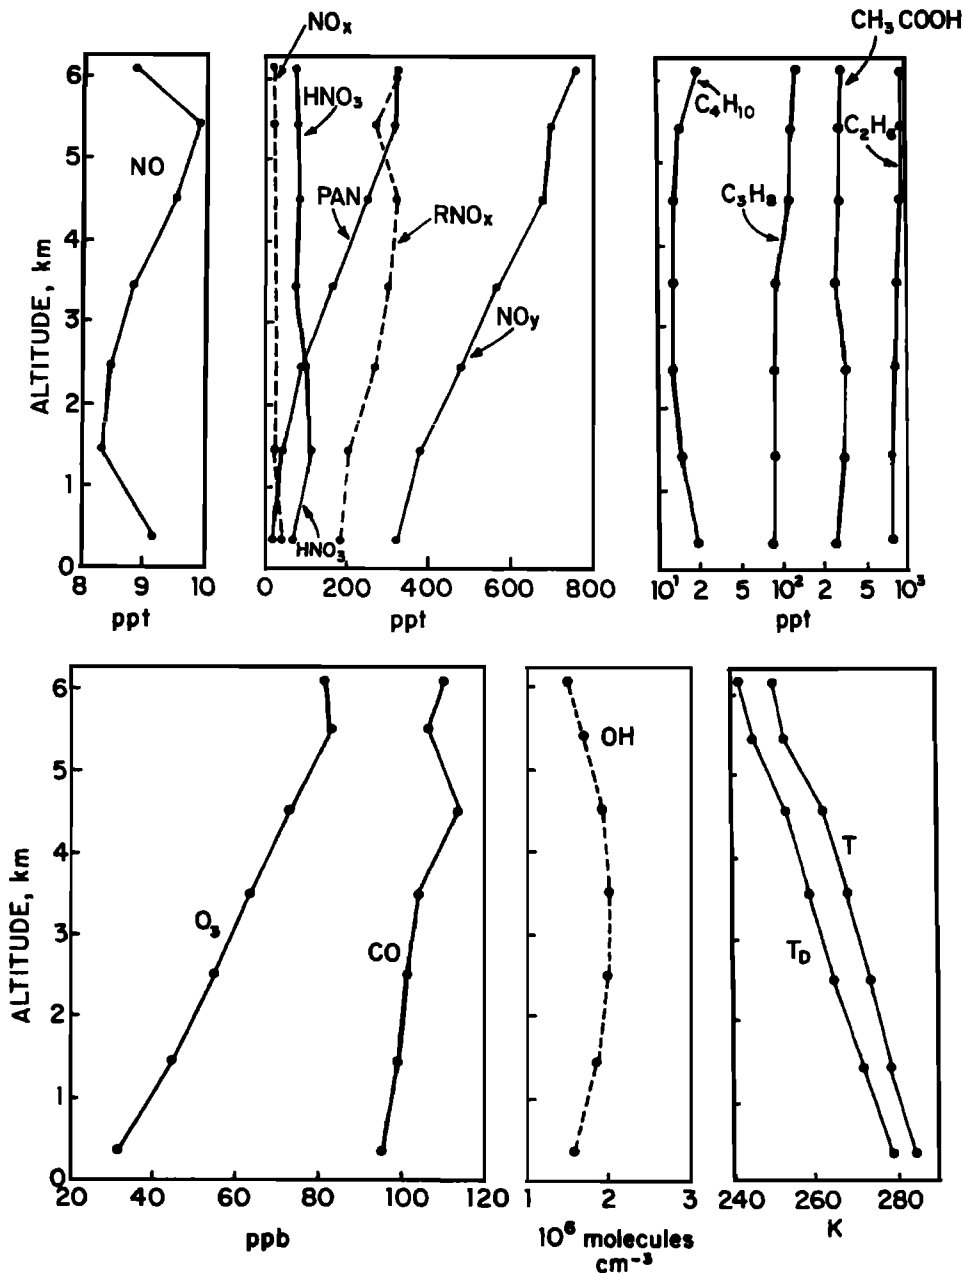 NOx
CH3COOH
6
5
4
3
2
1
0
ALTITUDE, km
NO
8 9 10
ppt
HNO3
PAN
RNOx
NOy
HNO3
0 200 400 600 800
ppt
C4H10
C2H6
C3H8
10¹ 2 5 10² 2 5 10³
ppt
6
5
4
3
2
1
0
ALTITUDE, km
O3
CO
20 40 60 80 100 120
ppb
OH
1 2 3
10⁶ molecules
cm⁻³
T
TD
240 260 280
K